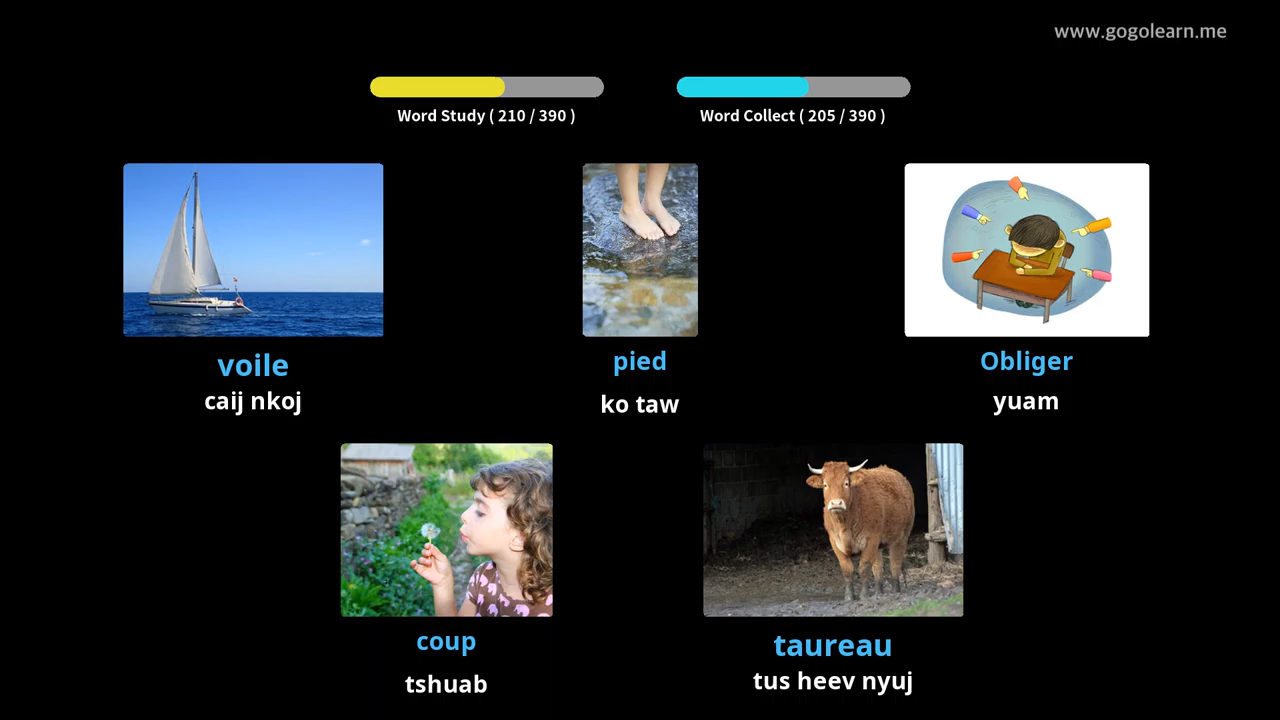 www.gogolearn.me
Word Study ( 210 / 390 )
Word Collect ( 205 / 390 )
voile
caij nkoj
pied
ko taw
Obliger
yuam
coup
tshuab
taureau
tus heev nyuj